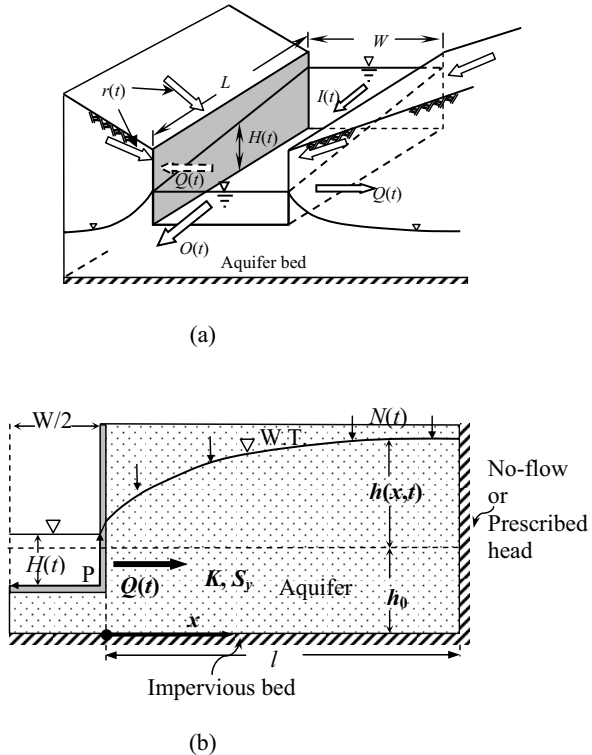 W
L
r(t)
I(t)
H(t)
Q(t)
Q(t)
O(t)
Aquifer bed
(a)
W/2
N(t)
W.T.
No-flow
or
Prescribed
head
h(x,t)
H(t)
P
Q(t)
K, Sy
Aquifer
h0
x
l
Impervious bed
(b)